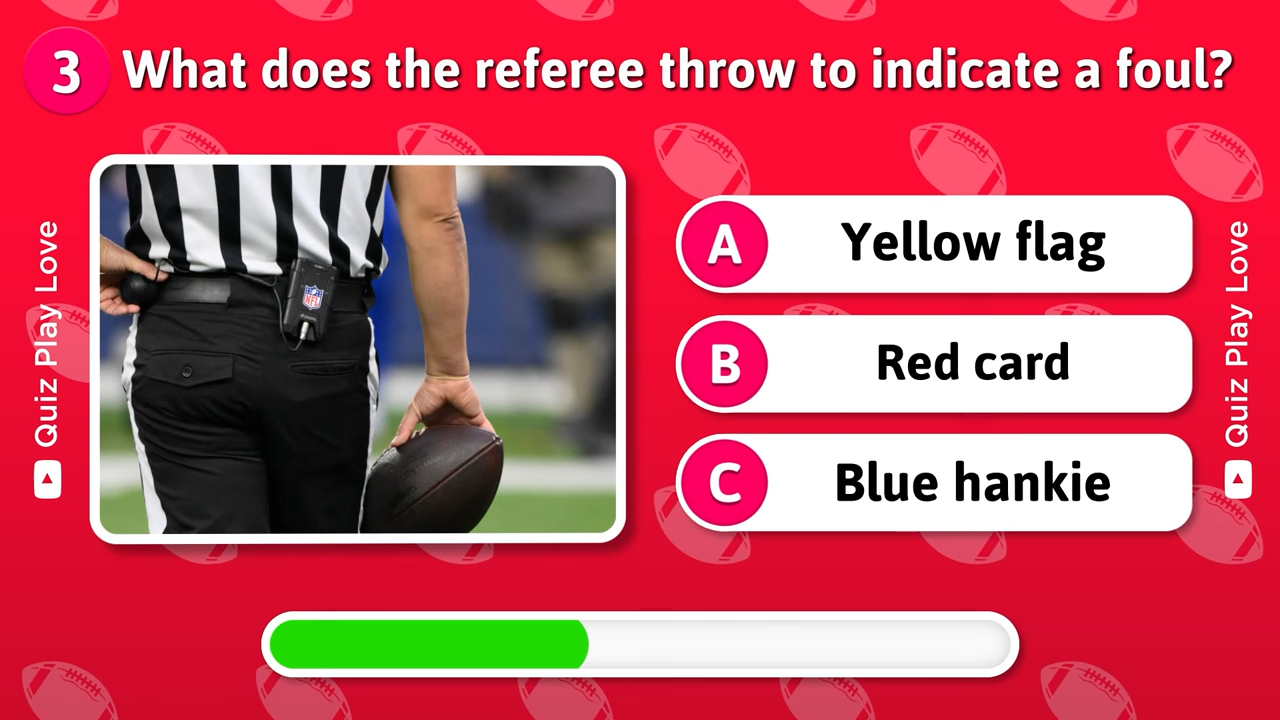 3
What does the referee throw to indicate a foul?
Quiz Play Love
NFL
A
Yellow flag
B
Red card
C
Blue hankie
Quiz Play Love